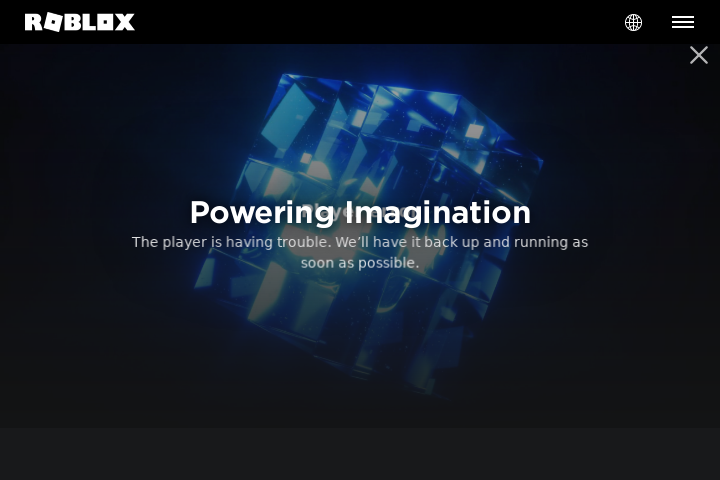 ROBLOX
Powering Imagination
The player is having trouble. We’ll have it back up and running as
soon as possible.